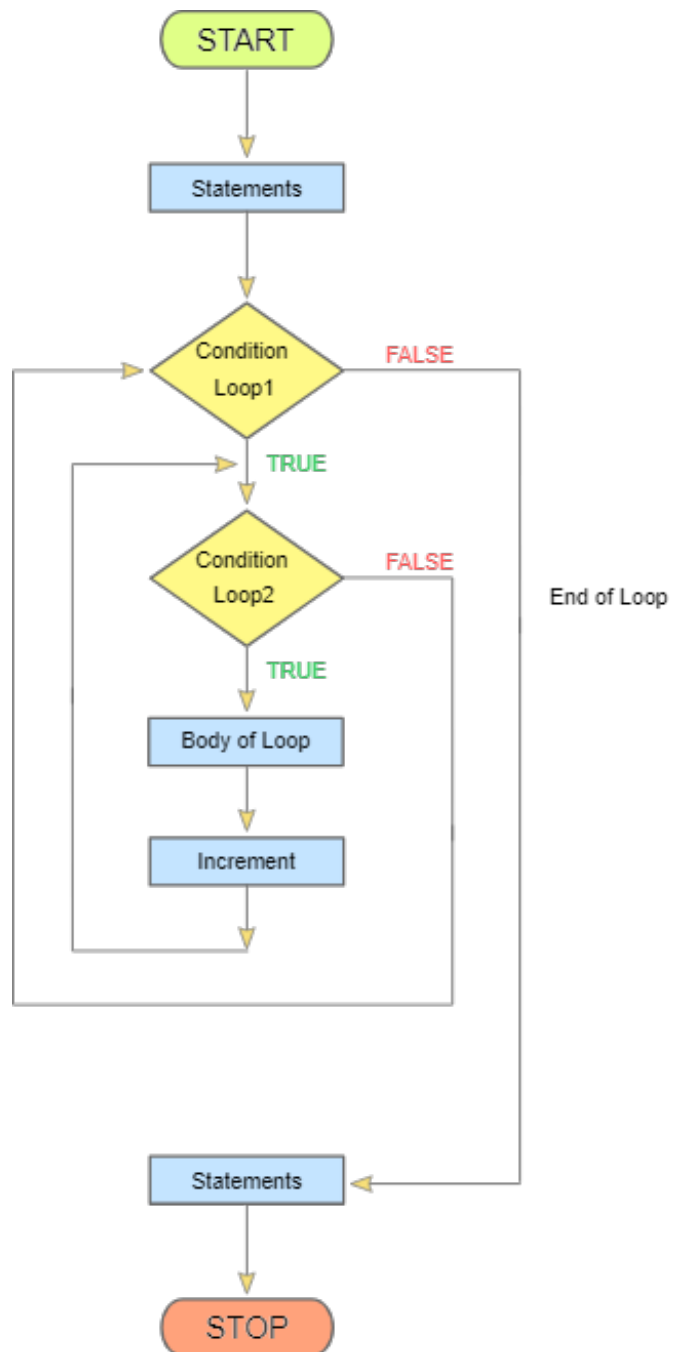 START
Statements
Condition
Loop1
FALSE
TRUE
Condition
Loop2
FALSE
End of Loop
TRUE
Body of Loop
Increment
Statements
STOP